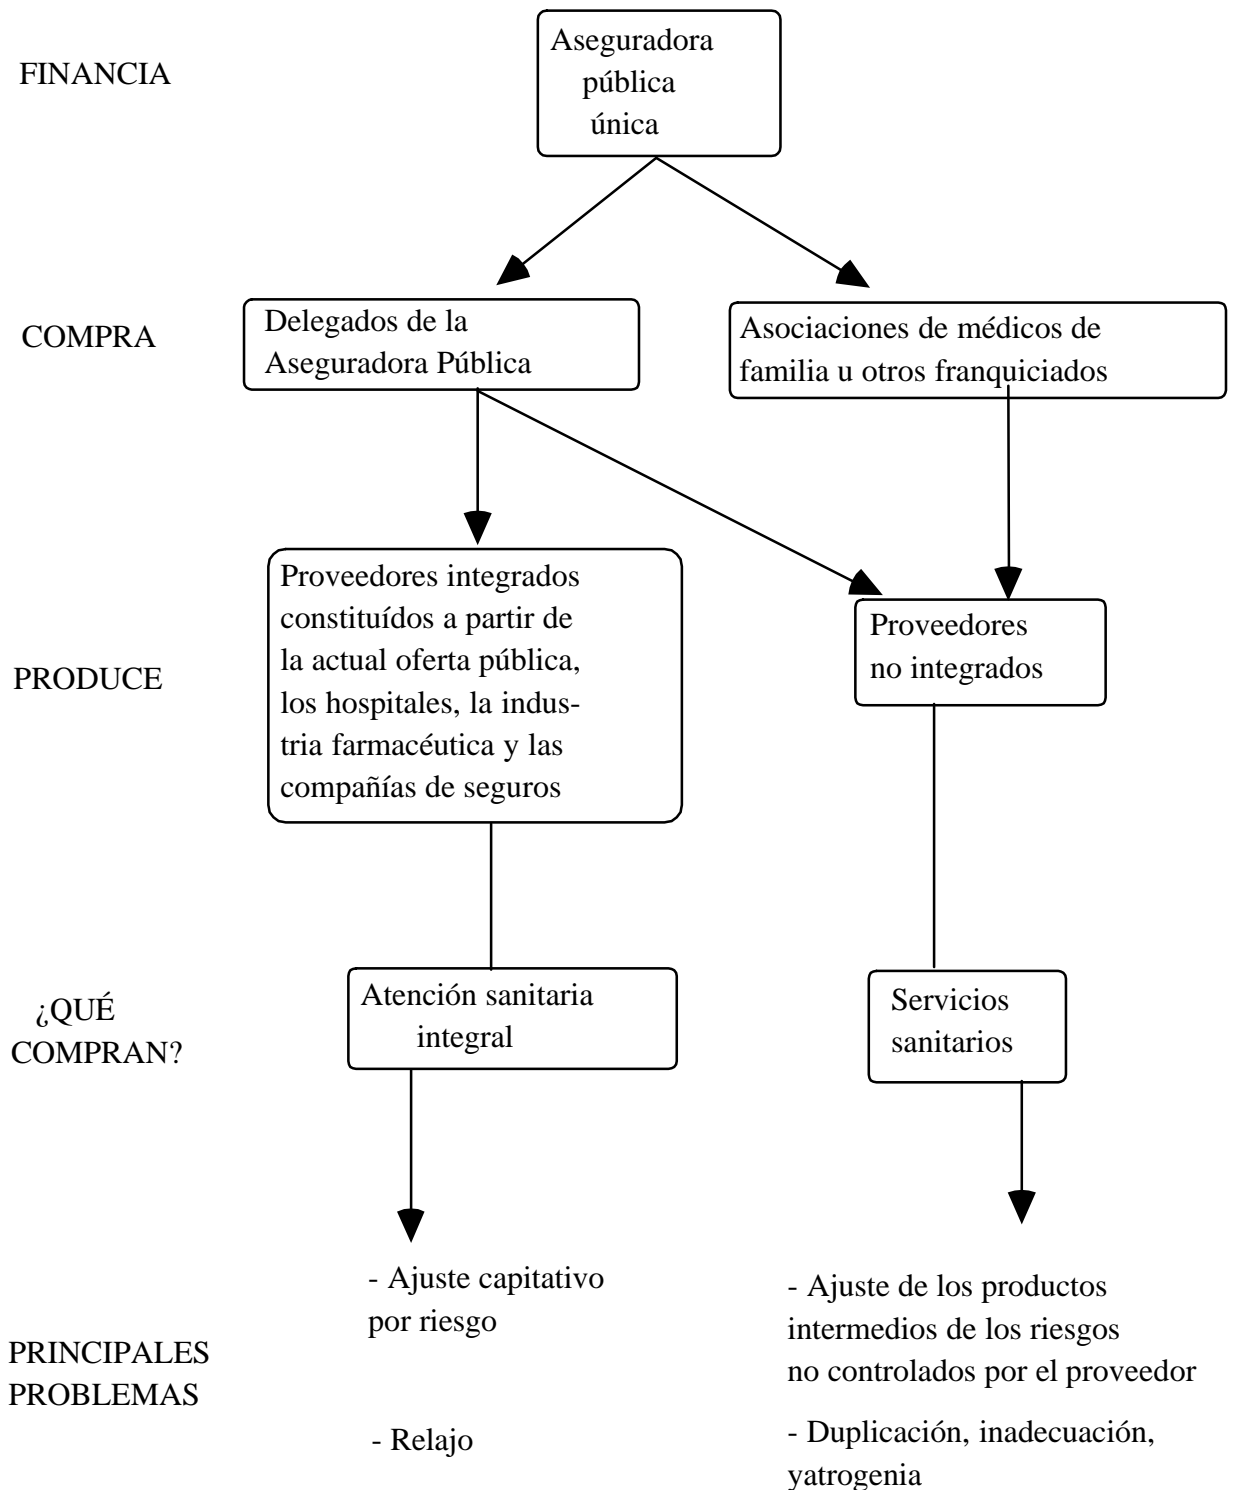 FINANCIA
Aseguradora
pública
única
COMPRA
Delegados de la
Aseguradora Pública
Asociaciones de médicos de
familia u otros franquiciados
PRODUCE
Proveedores integrados
constituídos a partir de
la actual oferta pública,
los hospitales, la indus-
tria farmacéutica y las
compañías de seguros
Proveedores
no integrados
¿QUÉ
COMPRAN?
Atención sanitaria
integral
Servicios
sanitarios
PRINCIPALES
PROBLEMAS
- Ajuste capitativo
por riesgo
- Relajo
- Ajuste de los productos
intermedios de los riesgos
no controlados por el proveedor
- Duplicación, inadecuación,
yatrogenia